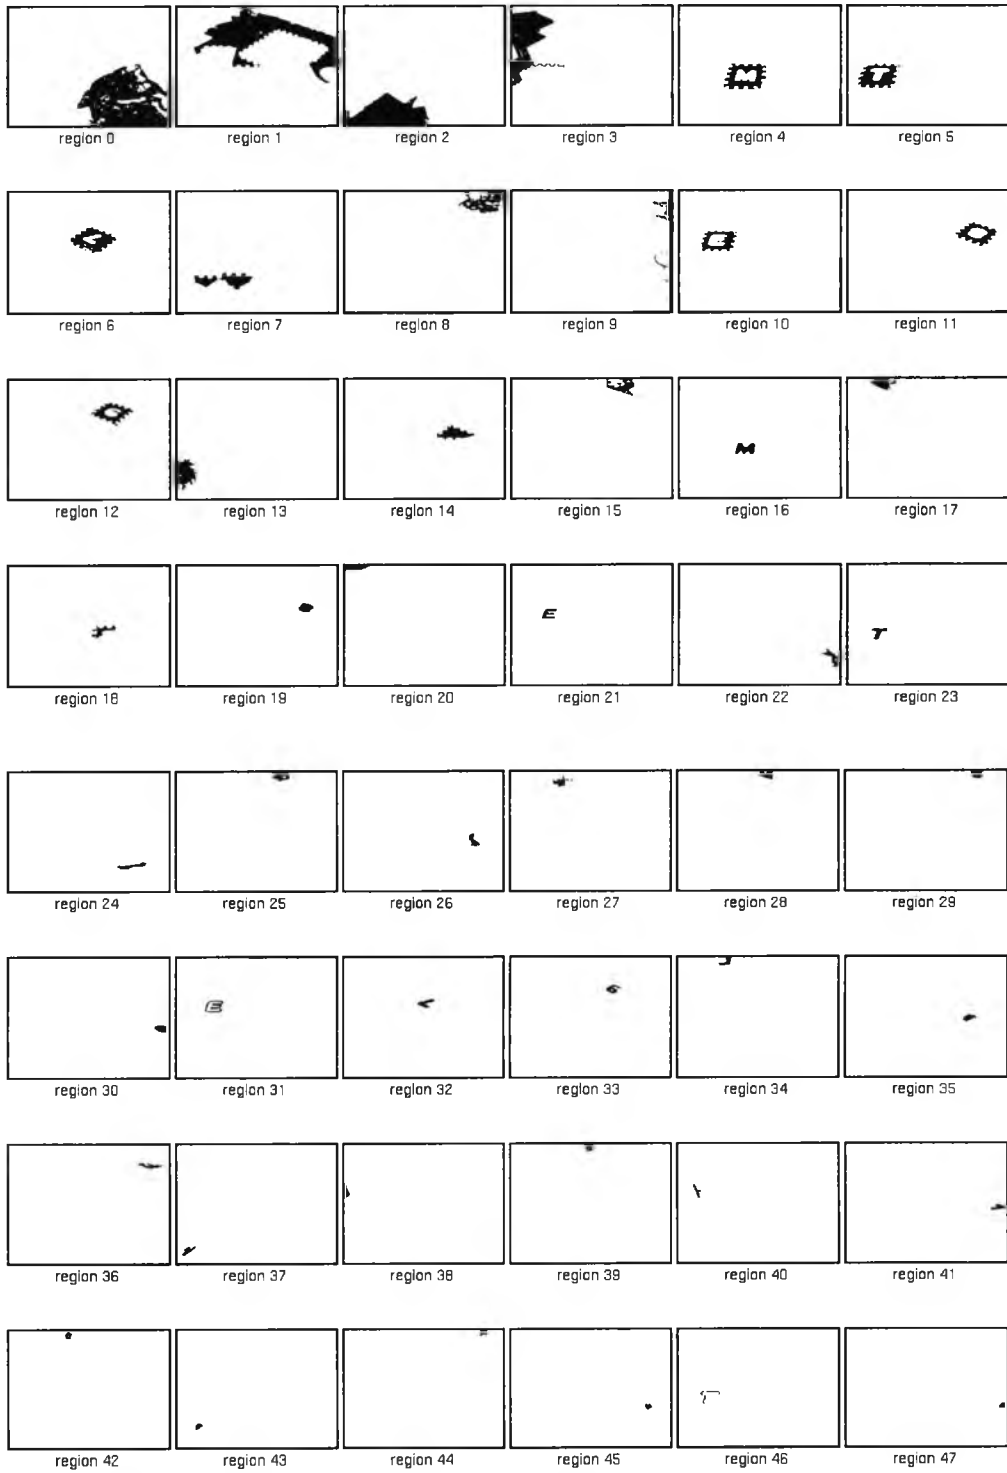 M T
region 0 region 1 region 2 region 3 region 4 region 5
region 6 region 7 region 8 region 9 region 10 region 11
M
region 12 region 13 region 14 region 15 region 16 region 17
E T
region 18 region 19 region 20 region 21 region 22 region 23
region 24 region 25 region 26 region 27 region 28 region 29
E
region 30 region 31 region 32 region 33 region 34 region 35
region 36 region 37 region 38 region 39 region 40 region 41
region 42 region 43 region 44 region 45 region 46 region 47